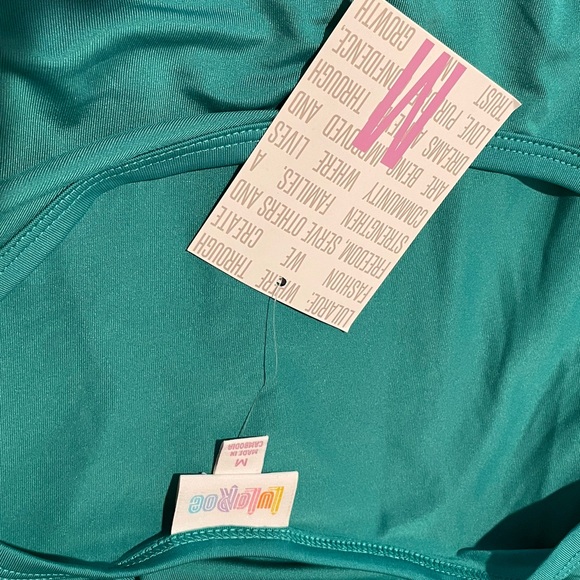 LULAROE: WHERE THROUGH
FASHION WE CREATE
FREEDOM, SERVE OTHERS AND
STRENGTHEN FAMILIES A
COMMUNITY WHERE LIVES
ARE BEING IMPROVED AND
DREAMS THROUGH
LOVE, CONFIDENCE,
TRUST GROWTH
M
M
MADE IN
CAMBODIA
LuLaRoe